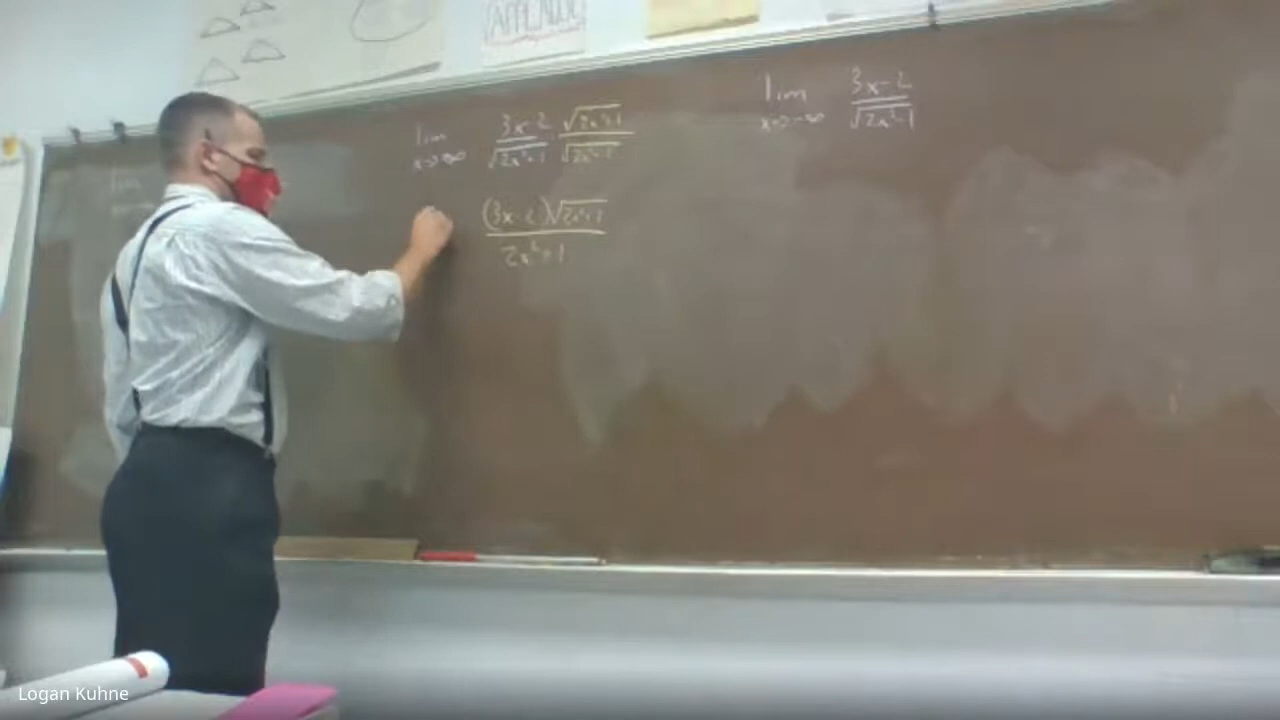 lim 3x-2 √2x²+1
x→∞ √2x²+1 √2x²+1
(3x-2)√2x²+1
2x²+1
lim 3x-2
x→-∞ √2x²+1
Logan Kuhne